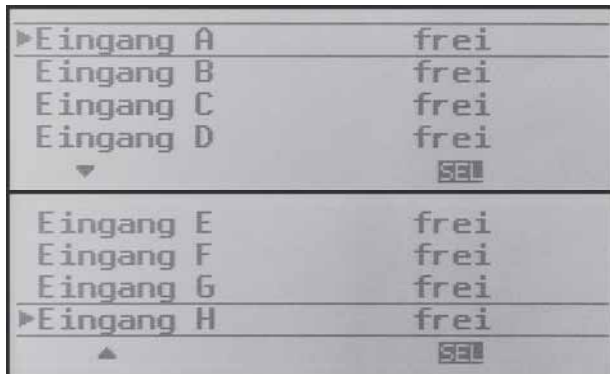 ▶Eingang A frei
Eingang B frei
Eingang C frei
Eingang D frei
▼ SEL
Eingang E frei
Eingang F frei
Eingang G frei
▶Eingang H frei
▲ SEL